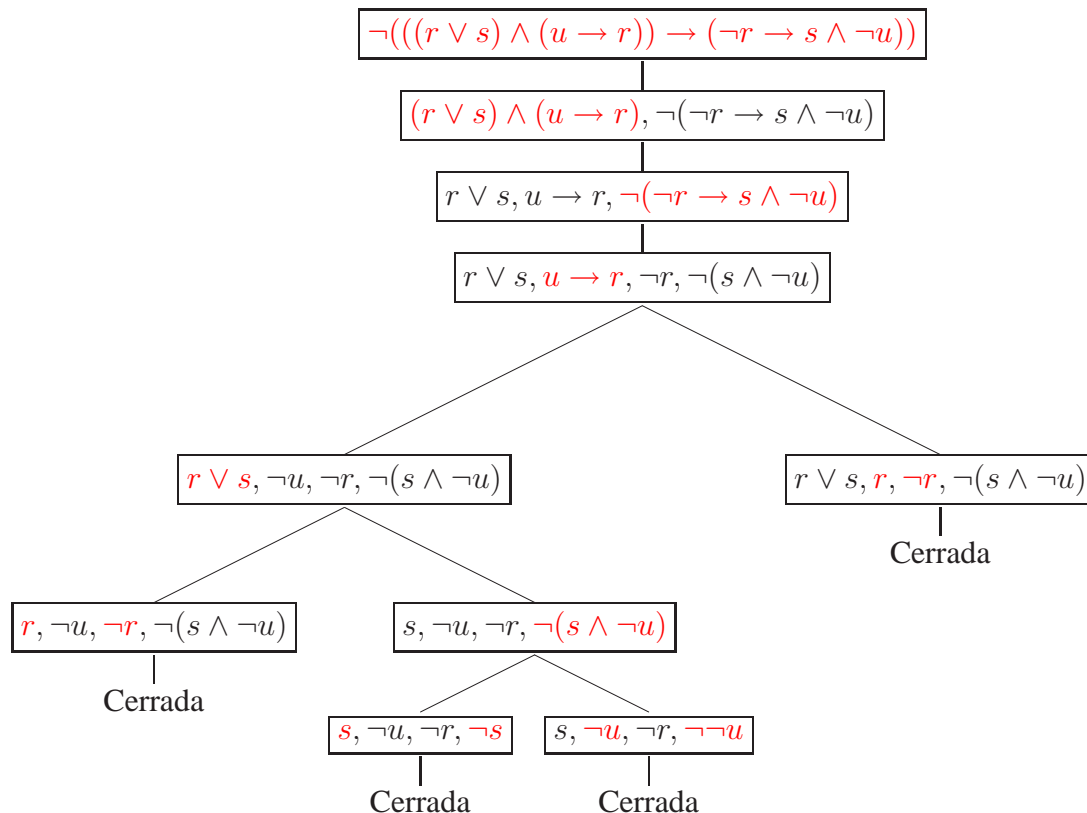 ¬(((r ∨ s) ∧ (u → r)) → (¬r → s ∧ ¬u))
(r ∨ s) ∧ (u → r), ¬(¬r → s ∧ ¬u)
r ∨ s, u → r, ¬(¬r → s ∧ ¬u)
r ∨ s, u → r, ¬r, ¬(s ∧ ¬u)
r ∨ s, ¬u, ¬r, ¬(s ∧ ¬u)
r ∨ s, r, ¬r, ¬(s ∧ ¬u)
Cerrada
r, ¬u, ¬r, ¬(s ∧ ¬u)
s, ¬u, ¬r, ¬(s ∧ ¬u)
Cerrada
s, ¬u, ¬r, ¬s
s, ¬u, ¬r, ¬¬u
Cerrada
Cerrada